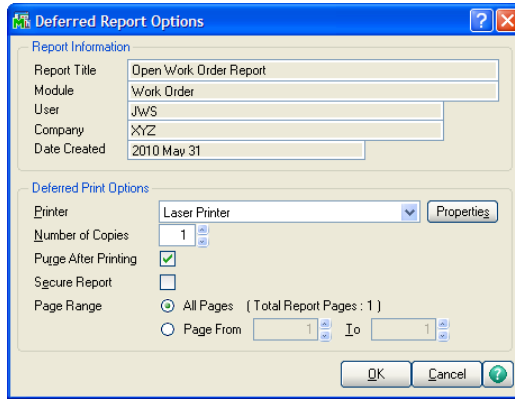 Deferred Report Options
Report Information
Report Title Open Work Order Report
Module Work Order
User JWS
Company XYZ
Date Created 2010 May 31
Deferred Print Options
Printer Laser Printer Properties
Number of Copies 1
Purge After Printing
Secure Report
Page Range All Pages ( Total Report Pages : 1 )
Page From 1 To 1
OK Cancel